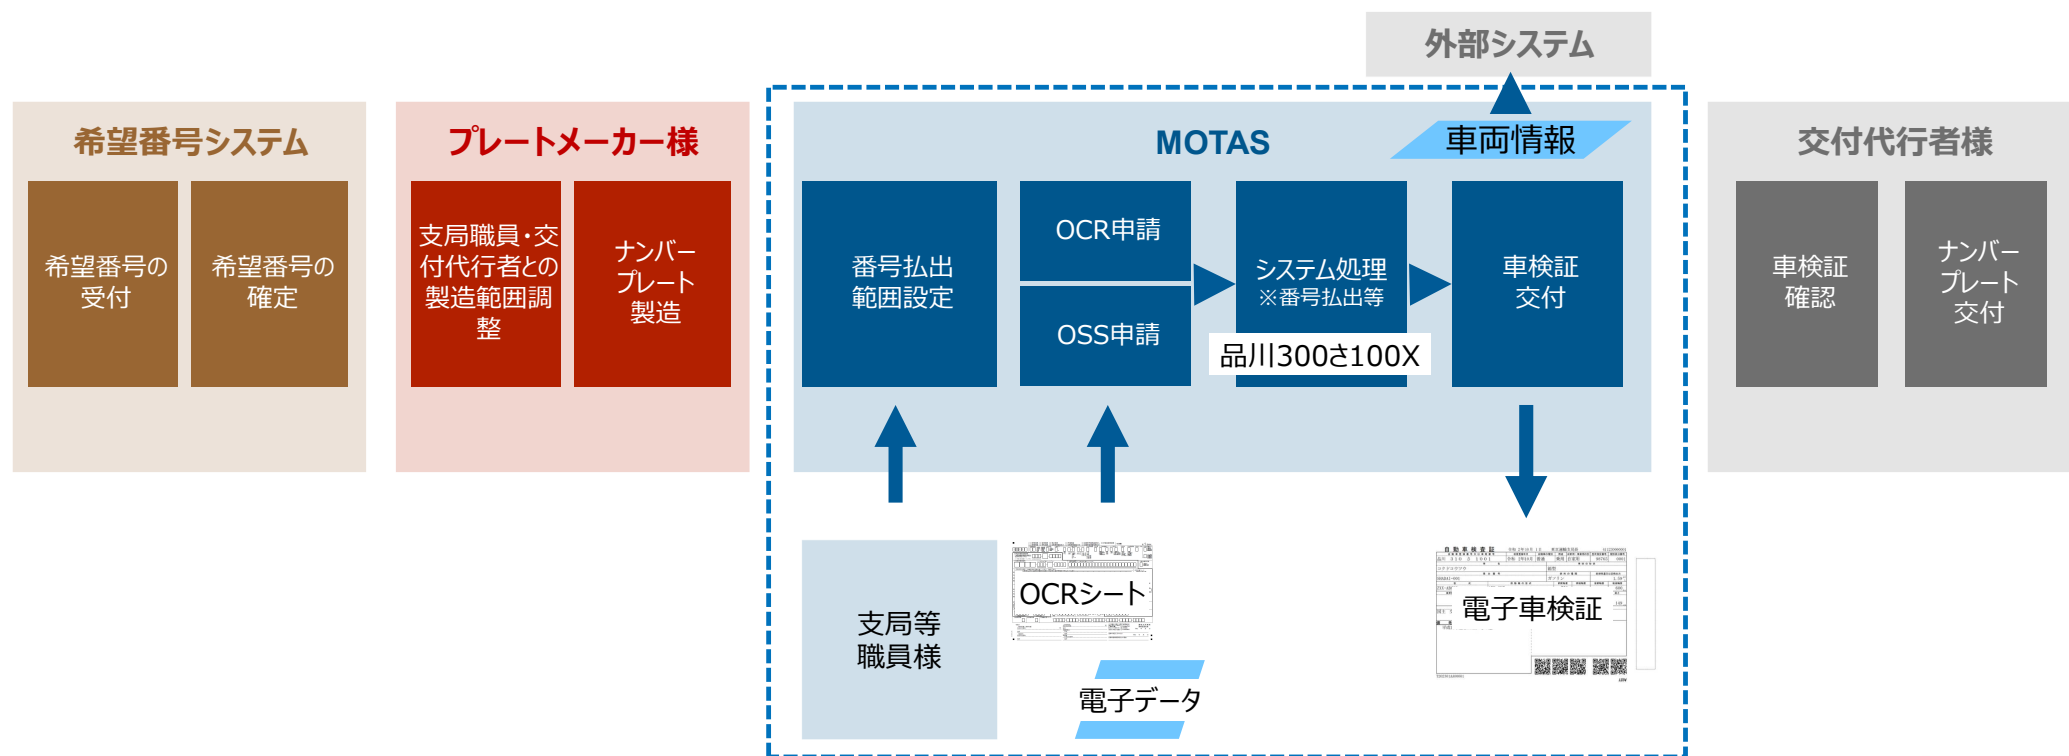 外部システム
希望番号システム
希望番号の
受付
希望番号の
確定
プレートメーカー様
支局職員・交
付代行者との
製造範囲調
整
ナンバー
プレート
製造
MOTAS
車両情報
番号払出
範囲設定
OCR申請
OSS申請
システム処理
※番号払出等
品川300さ100X
車検証
交付
交付代行者様
車検証
確認
ナンバー
プレート
交付
支局等
職員様
OCRシート
電子データ
自動車検査証
電子車検証